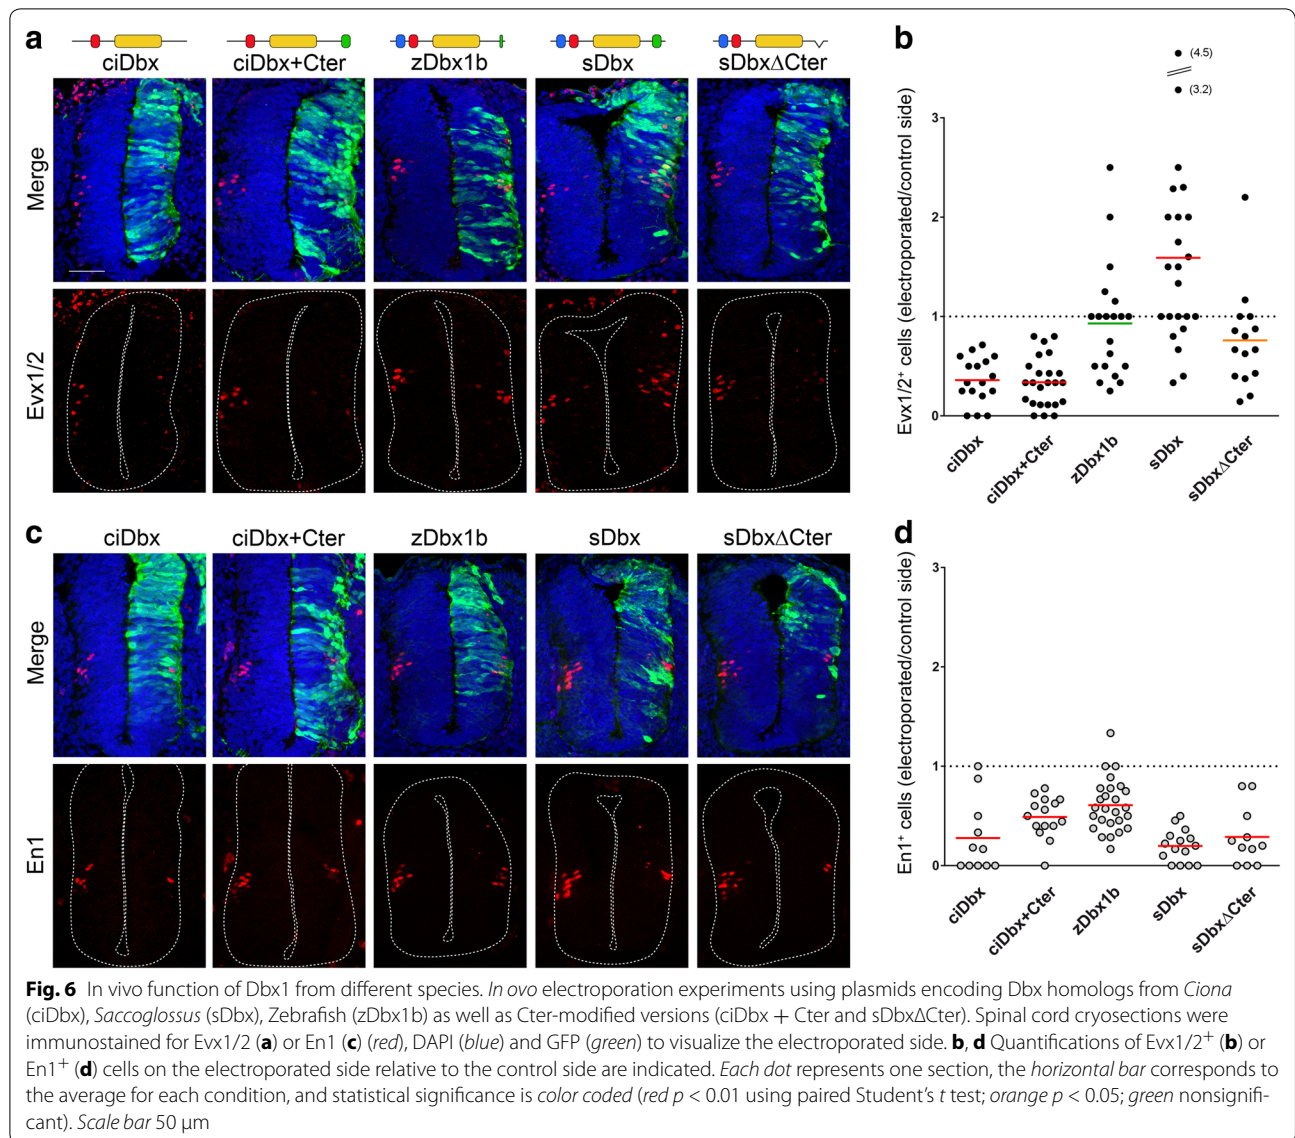 a
ciDbx
ciDbx+Cter
zDbx1b
sDbx
sDbxΔCter
Merge
Evx1/2
b
Evx1/2+ cells (electroporated/control side)
(4.5)
(3.2)
3
2
1
0
ciDbx
ciDbx+Cter
zDbx1b
sDbx
sDbxΔCter
c
ciDbx
ciDbx+Cter
zDbx1b
sDbx
sDbxΔCter
Merge
En1
d
En1+ cells (electroporated/control side)
3
2
1
0
ciDbx
ciDbx+Cter
zDbx1b
sDbx
sDbxΔCter
Fig. 6 In vivo function of Dbx1 from different species. In ovo electroporation experiments using plasmids encoding Dbx homologs from Ciona
(ciDbx), Saccoglossus (sDbx), Zebrafish (zDbx1b) as well as Cter-modified versions (ciDbx + Cter and sDbxΔCter). Spinal cord cryosections were
immunostained for Evx1/2 (a) or En1 (c) (red), DAPI (blue) and GFP (green) to visualize the electroporated side. b, d Quantifications of Evx1/2+ (b) or
En1+ (d) cells on the electroporated side relative to the control side are indicated. Each dot represents one section, the horizontal bar corresponds to
the average for each condition, and statistical significance is color coded (red p < 0.01 using paired Student's t test; orange p < 0.05; green nonsignifi-
cant). Scale bar 50 μm